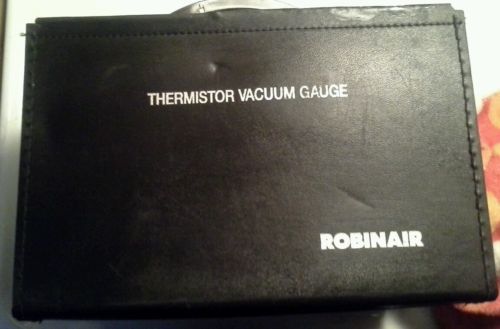 THERMISTOR VACUUM GAUGE
ROBINAIR